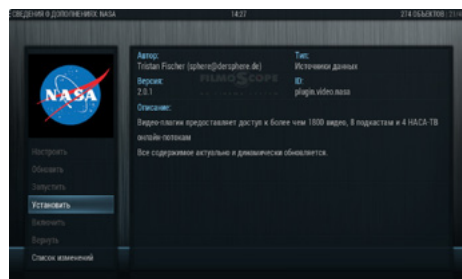 СВЕДЕНИЯ О ДОПОЛНЕНИЯХ: NASA 14:27 274 ОБЪЕКТОВ
Автор: Тип:
Tristan Fischer (sphere@dersphere.de) Источники данных
Версия: ID:
2.0.1 plugin.video.nasa
FILMOSCOPE
Описание:
Видео-плагин предоставляет доступ к более чем 1800 видео, 8 подкастам и 4 НАСА-ТВ
онлайн-потокам
Все содержимое актуально и динамически обновляется.
NASA
Настроить
Обновить
Запустить
Установить
Включить
Вернуть
Список изменений